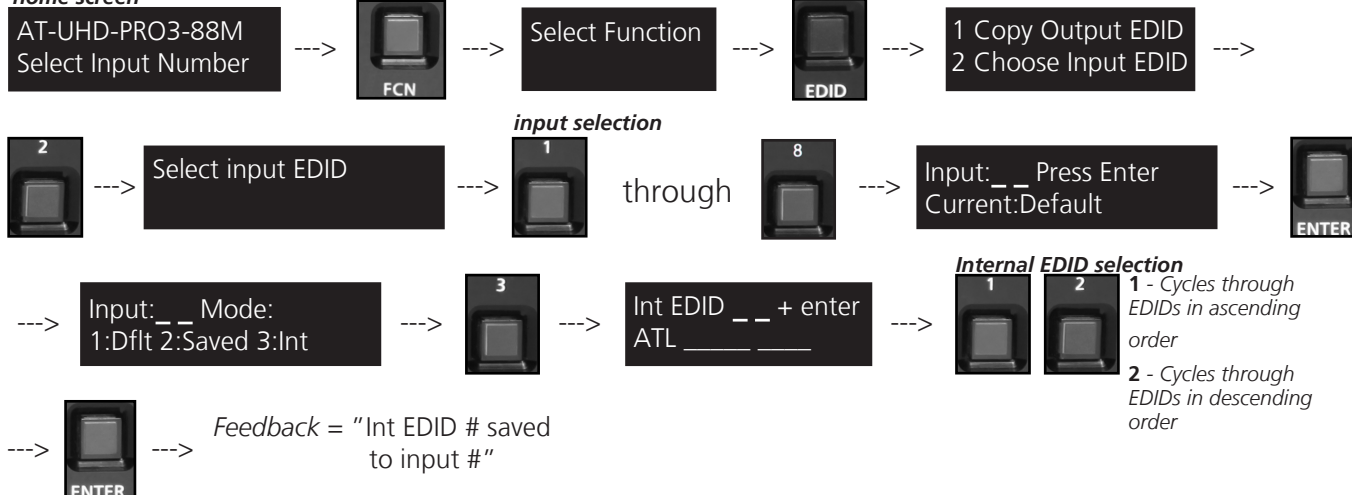 home screen
AT-UHD-PRO3-88M
Select Input Number
--->
FCN
--->
Select Function
--->
EDID
--->
1 Copy Output EDID
2 Choose Input EDID
--->
2
--->
Select input EDID
--->
input selection
1
through
8
--->
Input:_ _ Press Enter
Current:Default
--->
ENTER
--->
Input:_ _ Mode:
1:Dflt 2:Saved 3:Int
--->
3
--->
Int EDID _ _ + enter
ATL _____ ____
--->
Internal EDID selection
1
2
1 - Cycles through
EDIDs in ascending
order
2 - Cycles through
EDIDs in descending
order
--->
ENTER
--->
Feedback = "Int EDID # saved
to input #"